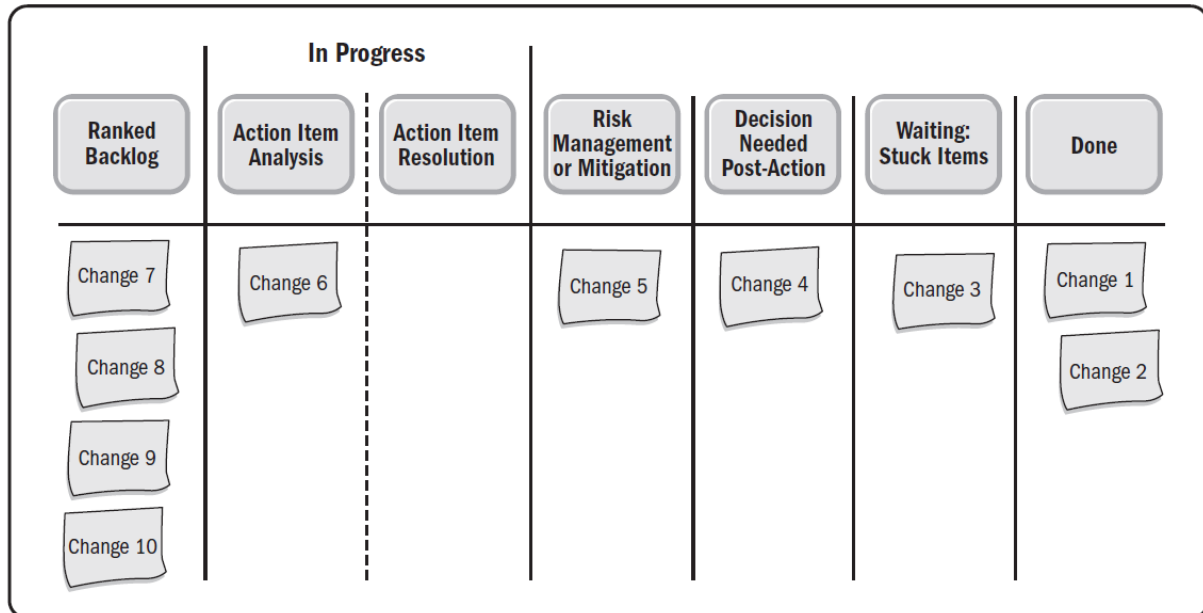 In Progress
Ranked
Backlog
Action Item
Analysis
Action Item
Resolution
Risk
Management
or Mitigation
Decision
Needed
Post-Action
Waiting:
Stuck Items
Done
Change 7
Change 6
Change 5
Change 4
Change 3
Change 1
Change 8
Change 2
Change 9
Change 10